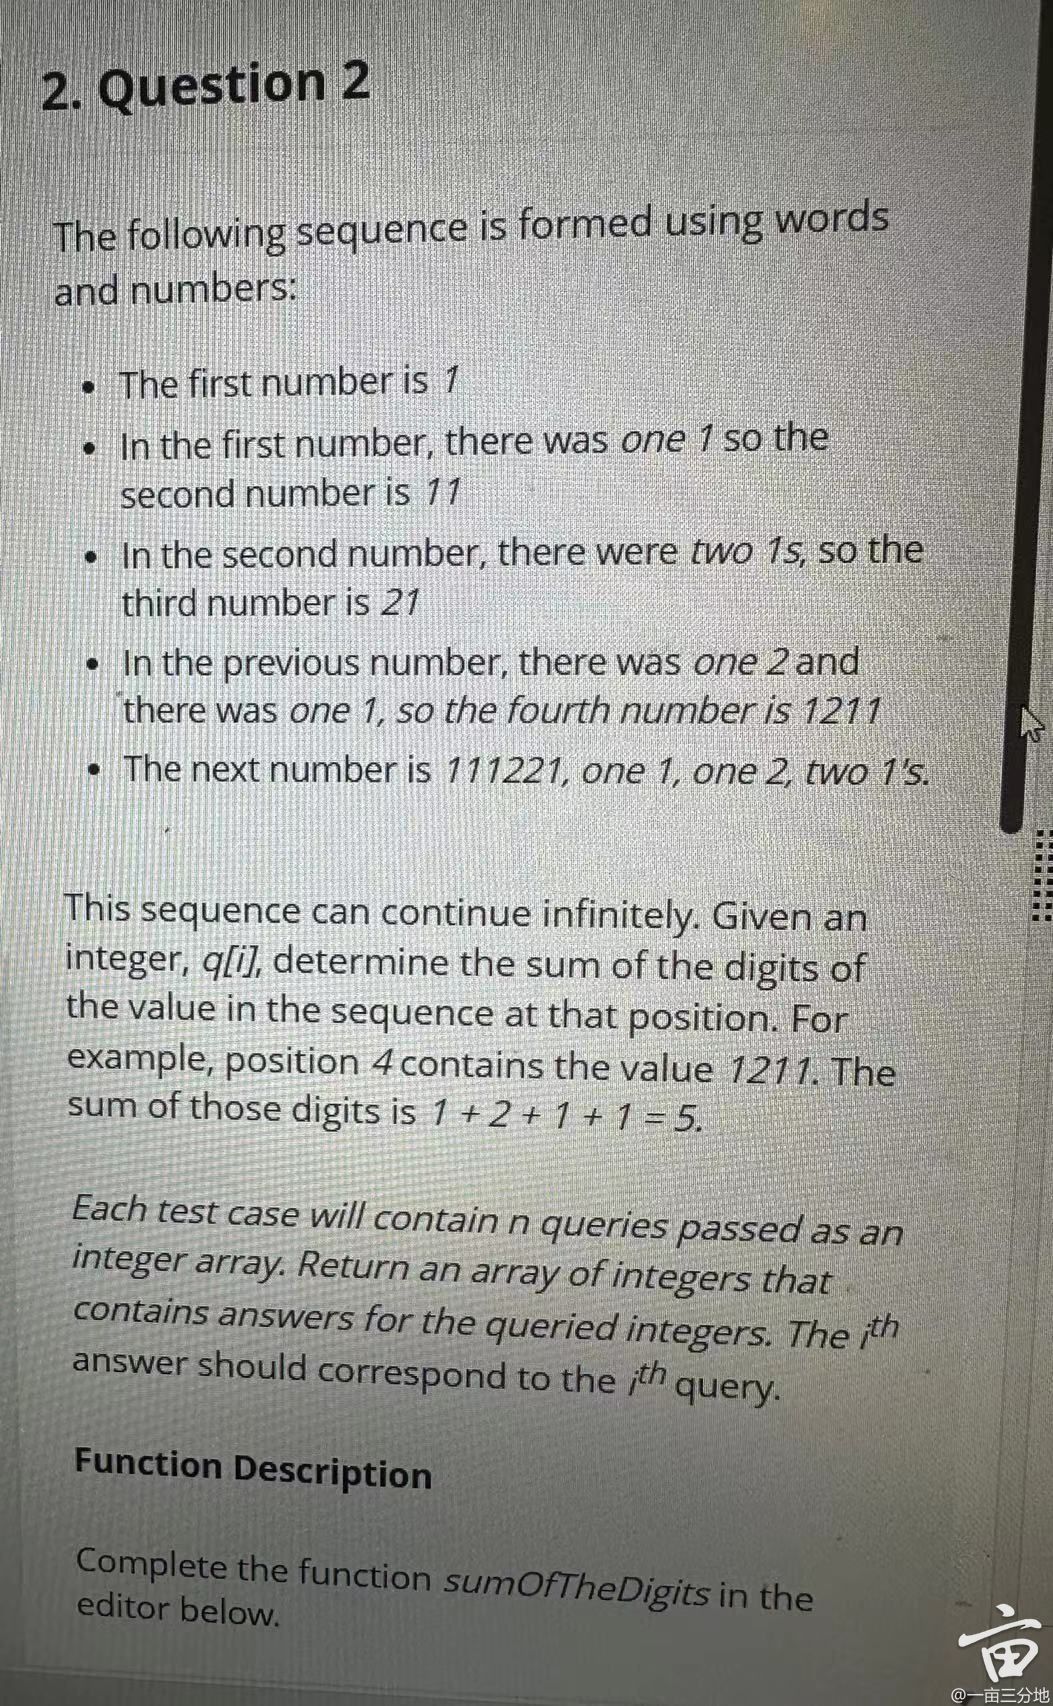 2. Question 2
The following sequence is formed using words
and numbers:
• The first number is 1
• In the first number, there was one 1 so the
second number is 11
• In the second number, there were two 1s, so the
third number is 21
• In the previous number, there was one 2 and
there was one 1, so the fourth number is 1211
• The next number is 111221, one 1, one 2, two 1's.
This sequence can continue infinitely. Given an
integer, q[i], determine the sum of the digits of
the value in the sequence at that position. For
example, position 4 contains the value 1211. The
sum of those digits is 1 + 2 + 1 + 1 = 5.
Each test case will contain n queries passed as an
integer array. Return an array of integers that
contains answers for the queried integers. The ith
answer should correspond to the ith query.
Function Description
Complete the function sumOfTheDigits in the
editor below.
亩
@一亩三分地